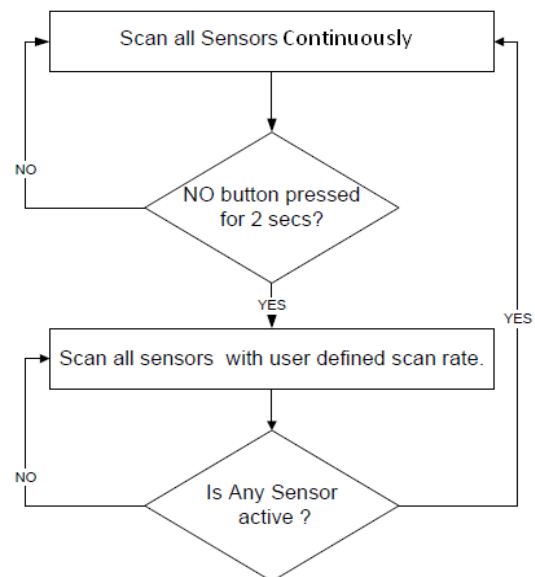 Scan all Sensors Continuously
NO
NO button pressed
for 2 secs?
YES
YES
Scan all sensors with user defined scan rate.
NO
Is Any Sensor
active ?